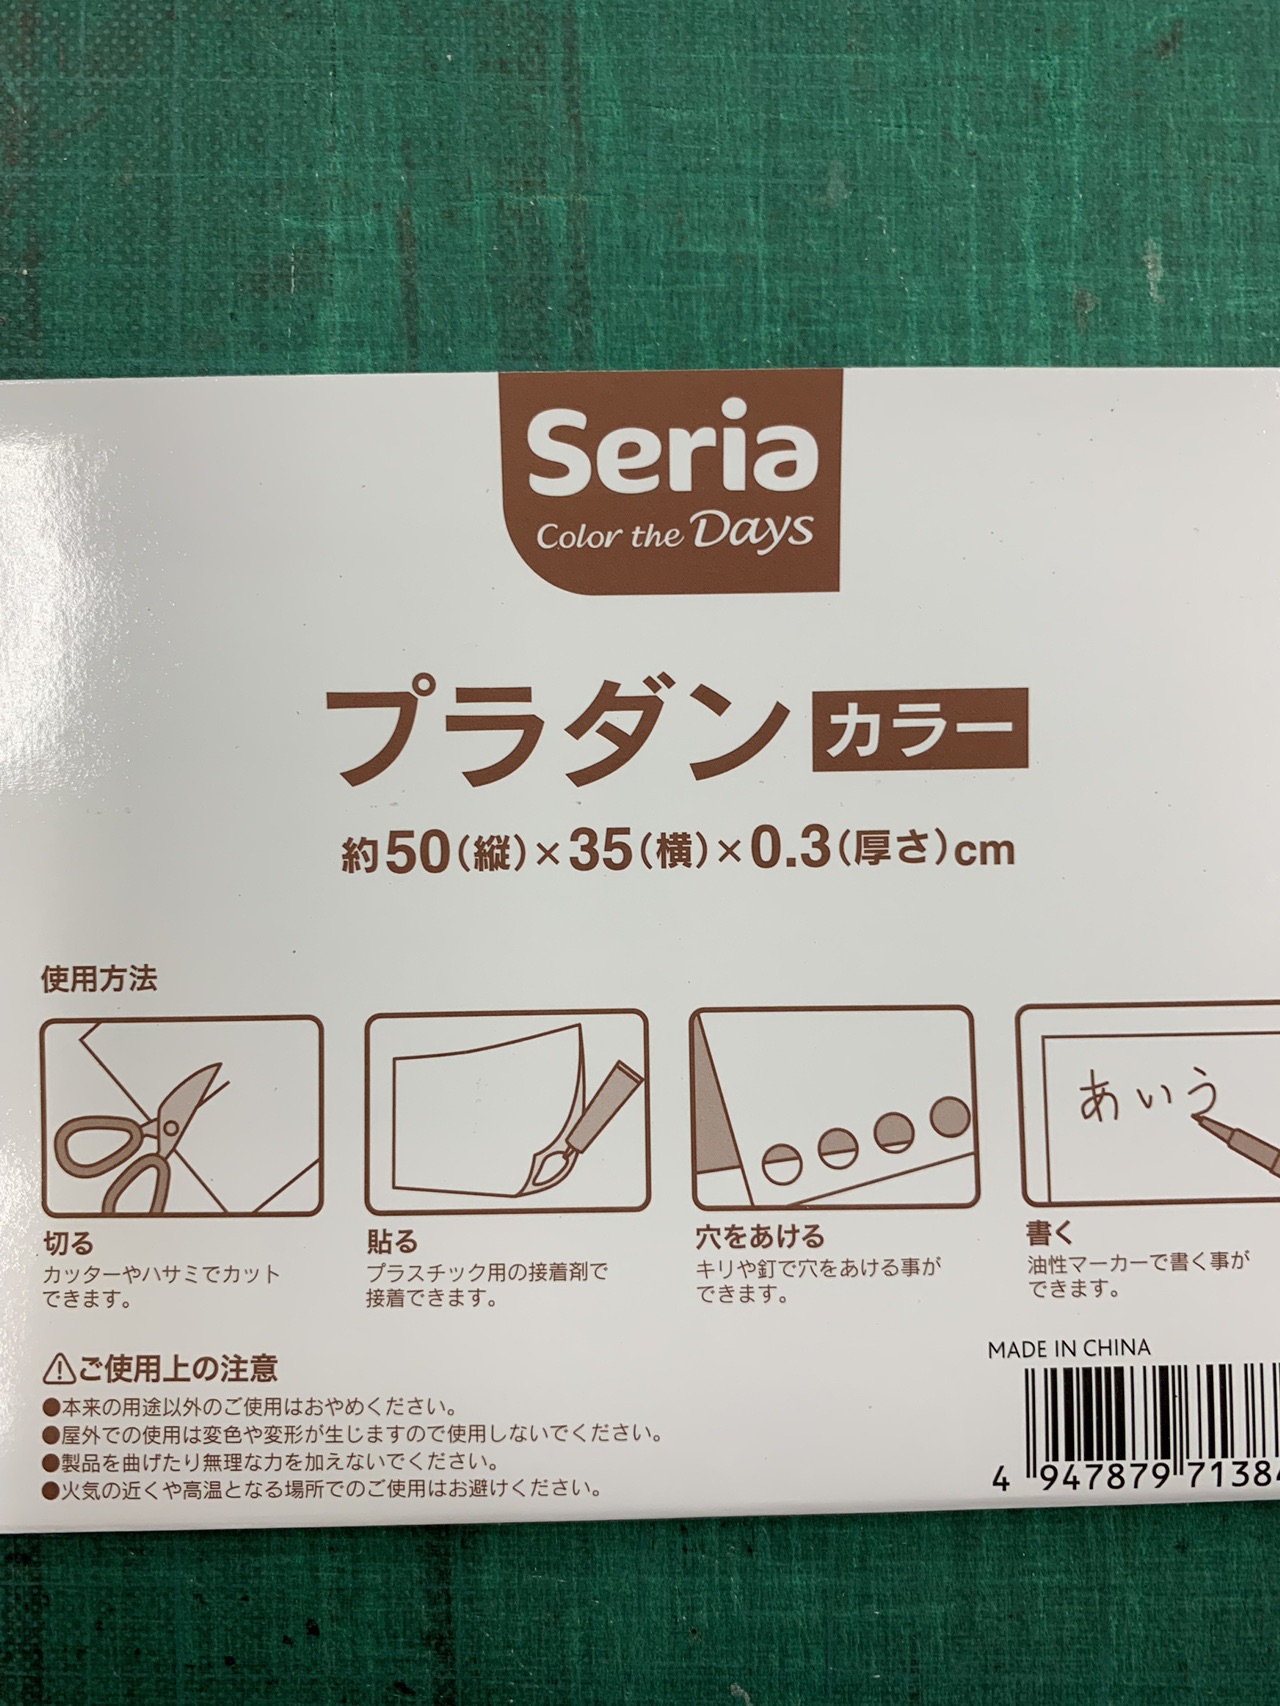 Seria
Color the Days
プラダン カラー
約50(縦)×35(横)×0.3(厚さ)cm
使用方法
あいう
切る
カッターやハサミでカット
できます。
貼る
プラスチック用の接着剤で
接着できます。
穴をあける
キリや釘で穴をあける事が
できます。
書く
油性マーカーで書く事が
できます。
⚠ご使用上の注意
●本来の用途以外のご使用はおやめください。
●屋外での使用は変色や変形が生じますので使用しないでください。
●製品を曲げたり無理な力を加えないでください。
●火気の近くや高温となる場所でのご使用はお避けください。
MADE IN CHINA
4 947879 71384